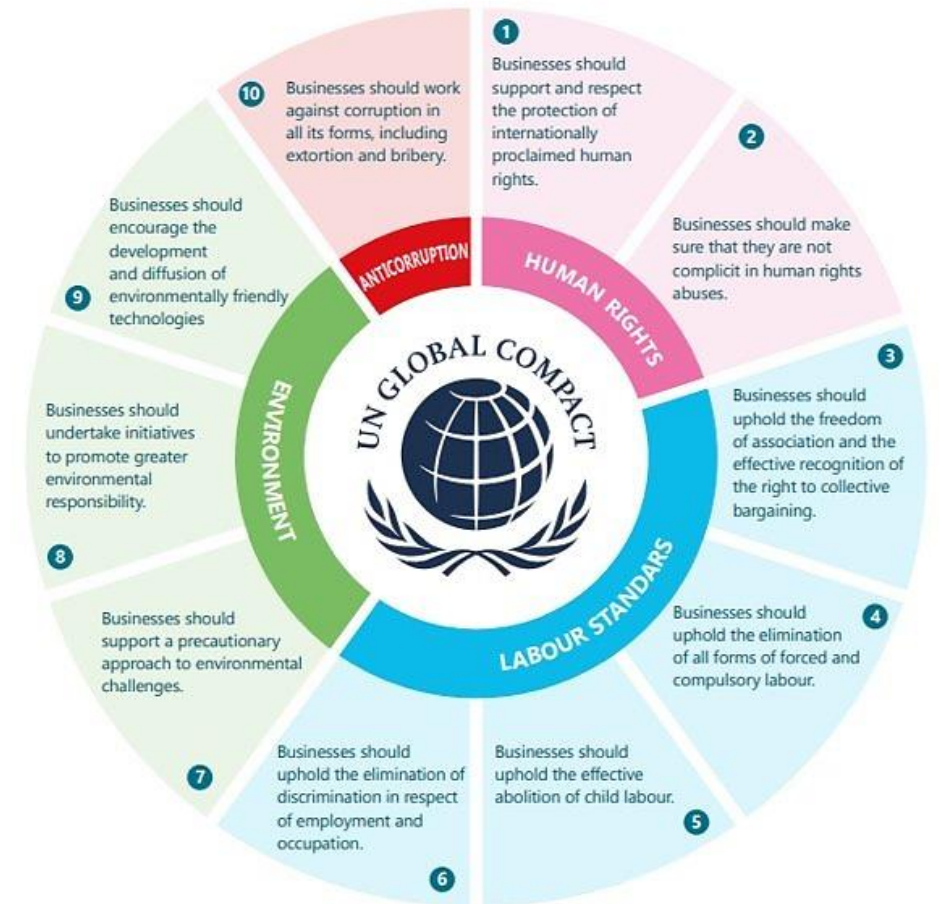 1
Businesses should
support and respect
the protection of
internationally
proclaimed human
rights.
2
Businesses should make
sure that they are not
complicit in human rights
abuses.
3
Businesses should
uphold the freedom
of association and the
effective recognition of
the right to collective
bargaining.
4
Businesses should
uphold the elimination
of all forms of forced and
compulsory labour.
5
Businesses should
uphold the effective
abolition of child labour.
6
Businesses should
uphold the elimination of
discrimination in respect
of employment and
occupation.
7
Businesses should
support a precautionary
approach to environmental
challenges.
8
Businesses should
undertake initiatives
to promote greater
environmental
responsibility.
9
Businesses should
encourage the
development
and diffusion of
environmentally friendly
technologies
10
Businesses should work
against corruption in
all its forms, including
extortion and bribery.
HUMAN RIGHTS
LABOUR STANDARS
ENVIRONMENT
ANTICORRUPTION
UN GLOBAL COMPACT